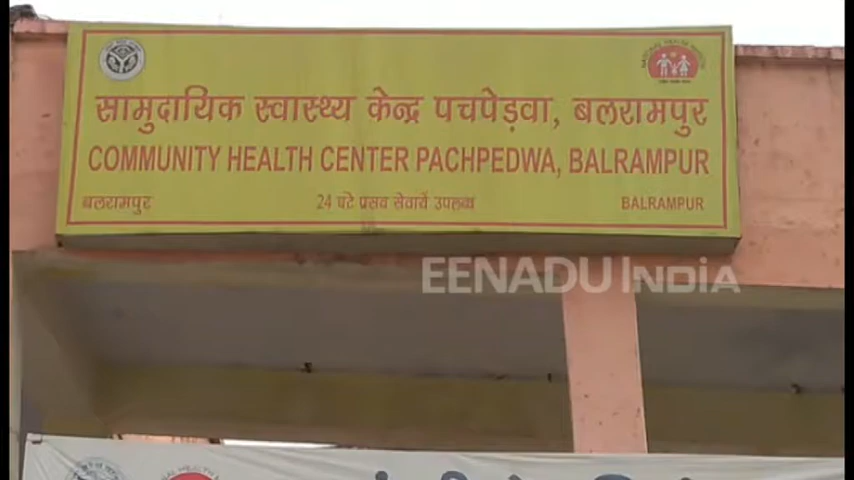 सामुदायिक स्वास्थ्य केन्द्र पचपेड़वा, बलरामपुर
COMMUNITY HEALTH CENTER PACHPEDWA, BALRAMPUR
बलरामपुर 24 घंटे प्रसव सेवायें उपलब्ध BALRAMPUR
EENADU INDIA